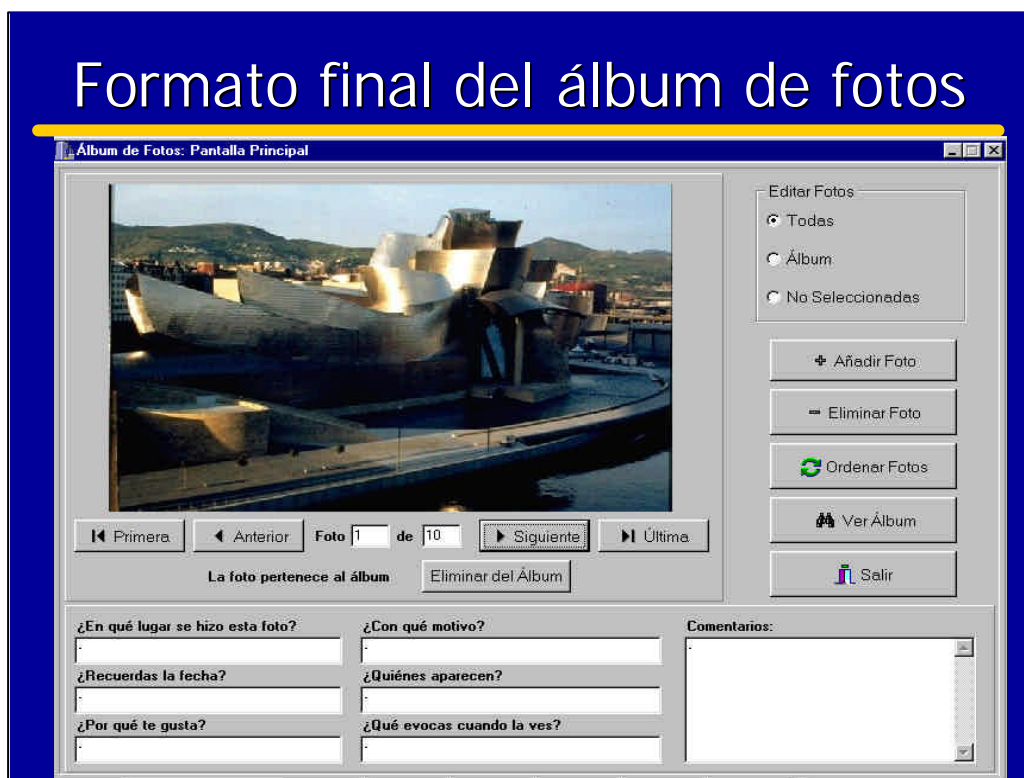 Formato final del álbum de fotos
Álbum de Fotos: Pantalla Principal
Editar Fotos
Todas
Álbum
No Seleccionadas
Añadir Foto
Eliminar Foto
Ordenar Fotos
Ver Álbum
Salir
Primera Anterior Foto 1 de 10 Siguiente Última
La foto pertenece al álbum Eliminar del Álbum
¿En qué lugar se hizo esta foto? ¿Con qué motivo? Comentarios:
- - -
¿Recuerdas la fecha? ¿Quiénes aparecen?
- -
¿Por qué te gusta? ¿Qué evocas cuando la ves?
- -